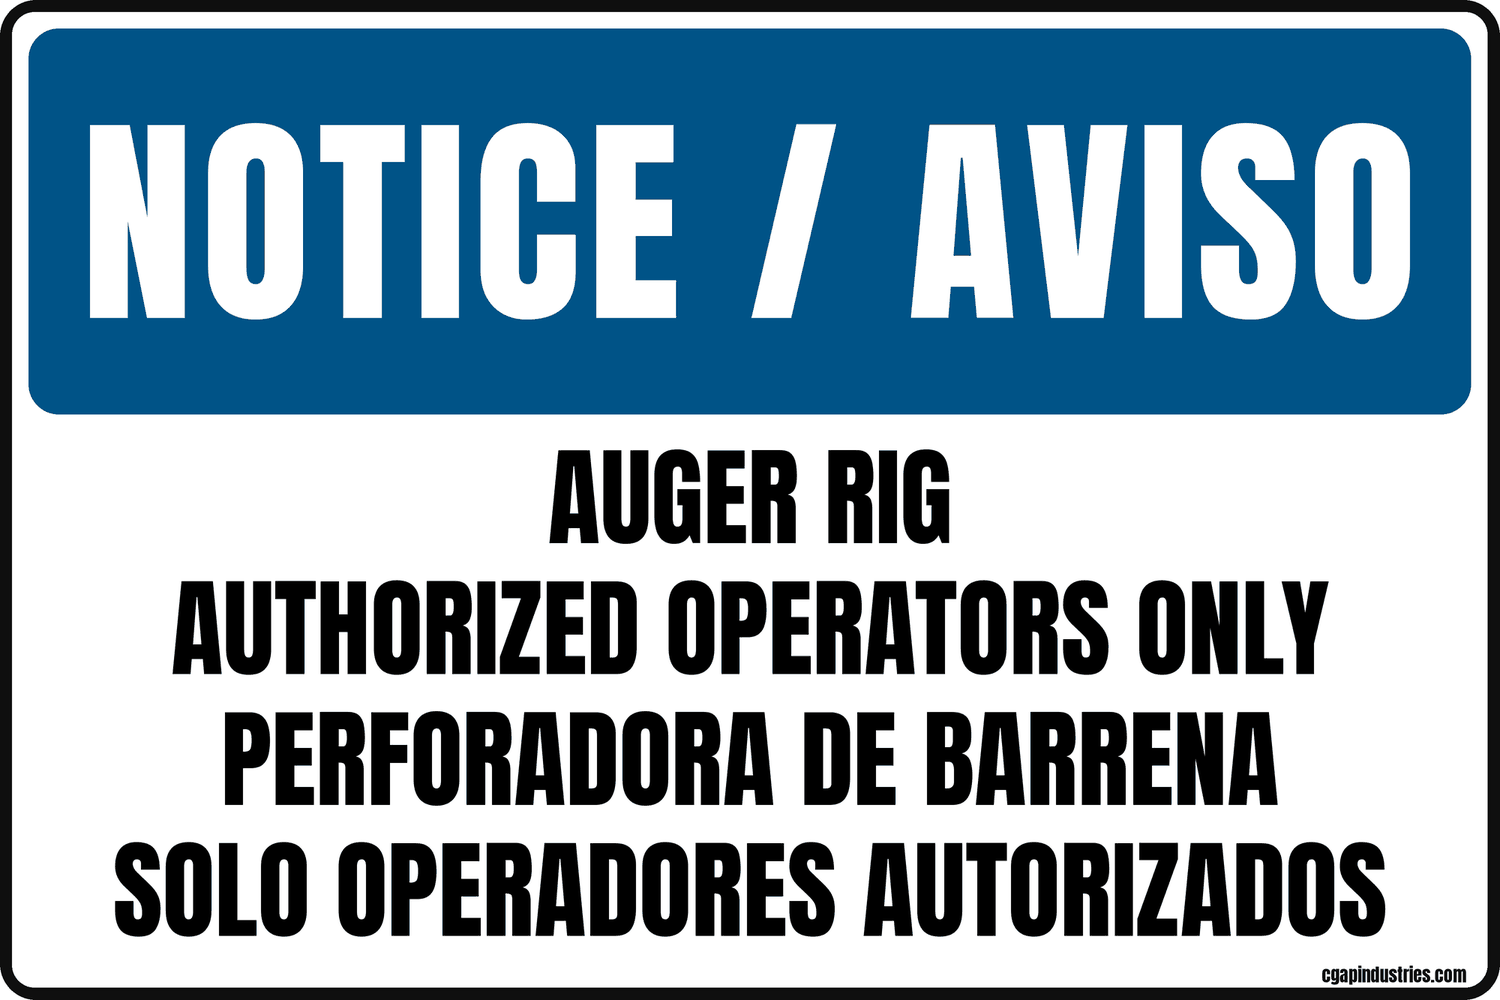 NOTICE / AVISO
AUGER RIG
AUTHORIZED OPERATORS ONLY
PERFORADORA DE BARRENA
SOLO OPERADORES AUTORIZADOS
cgapindustries.com